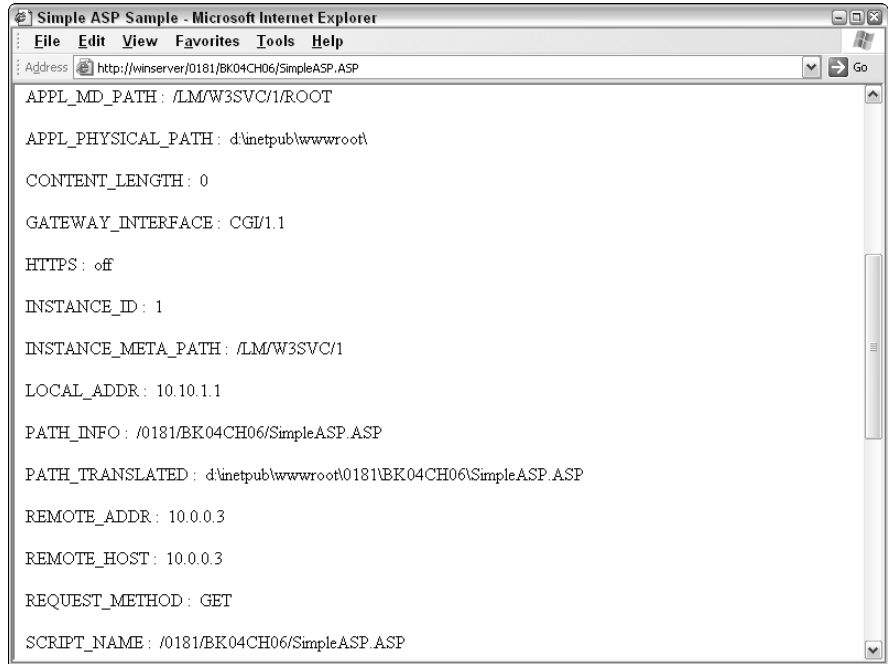 Simple ASP Sample - Microsoft Internet Explorer
File Edit View Favorites Tools Help
Address http://winserver/0181/BK04CH06/SimpleASP.ASP Go
APPL_MD_PATH : /LM/W3SVC/1/ROOT
APPL_PHYSICAL_PATH : d:\inetpub\wwwroot\
CONTENT_LENGTH : 0
GATEWAY_INTERFACE : CGI/1.1
HTTPS : off
INSTANCE_ID : 1
INSTANCE_META_PATH : /LM/W3SVC/1
LOCAL_ADDR : 10.10.1.1
PATH_INFO : /0181/BK04CH06/SimpleASP.ASP
PATH_TRANSLATED : d:\inetpub\wwwroot\0181\BK04CH06\SimpleASP.ASP
REMOTE_ADDR : 10.0.0.3
REMOTE_HOST : 10.0.0.3
REQUEST_METHOD : GET
SCRIPT_NAME : /0181/BK04CH06/SimpleASP.ASP